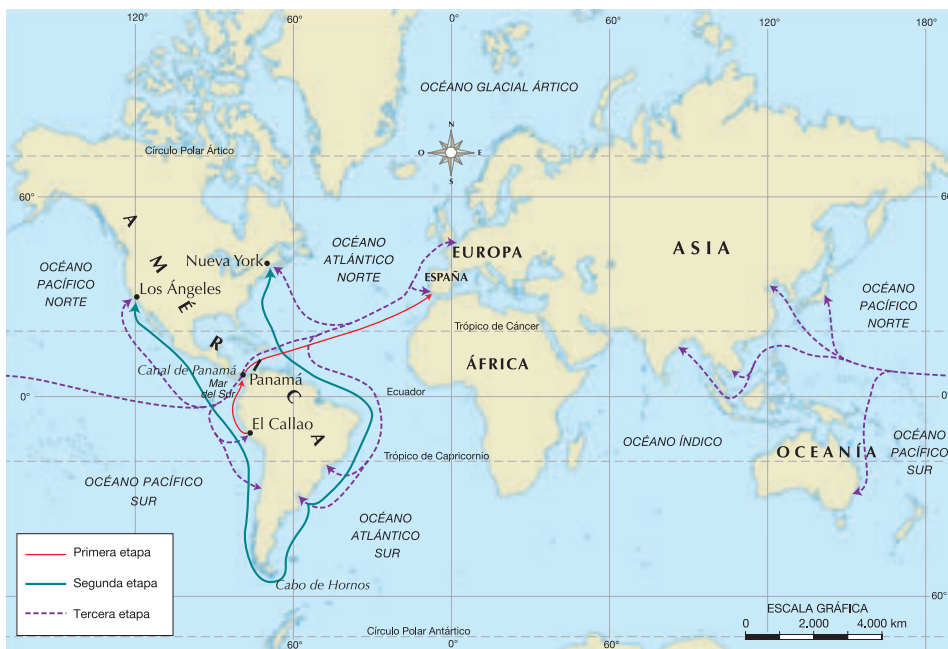 120°
60°
0°
60°
120°
180°
OCÉANO GLACIAL ÁRTICO
N
O
E
S
Círculo Polar Ártico
60°
60°
AMÉRICA
OCÉANO
PACÍFICO
NORTE
Nueva York
Los Ángeles
OCÉANO
ATLÁNTICO
NORTE
EUROPA
ESPAÑA
ASIA
OCÉANO
PACÍFICO
NORTE
Trópico de Cáncer
ÁFRICA
Canal de Panamá
Mar
del Sur
Panamá
Ecuador
0°
0°
El Callao
OCÉANO ÍNDICO
OCEANÍA
OCÉANO
PACÍFICO
SUR
Trópico de Capricornio
OCÉANO PACÍFICO
SUR
OCÉANO
ATLÁNTICO
SUR
Cabo de Hornos
Primera etapa
Segunda etapa
Tercera etapa
60°
ESCALA GRÁFICA
0
2.000
4.000 km
Círculo Polar Antártico
60°
0°
60°
120°